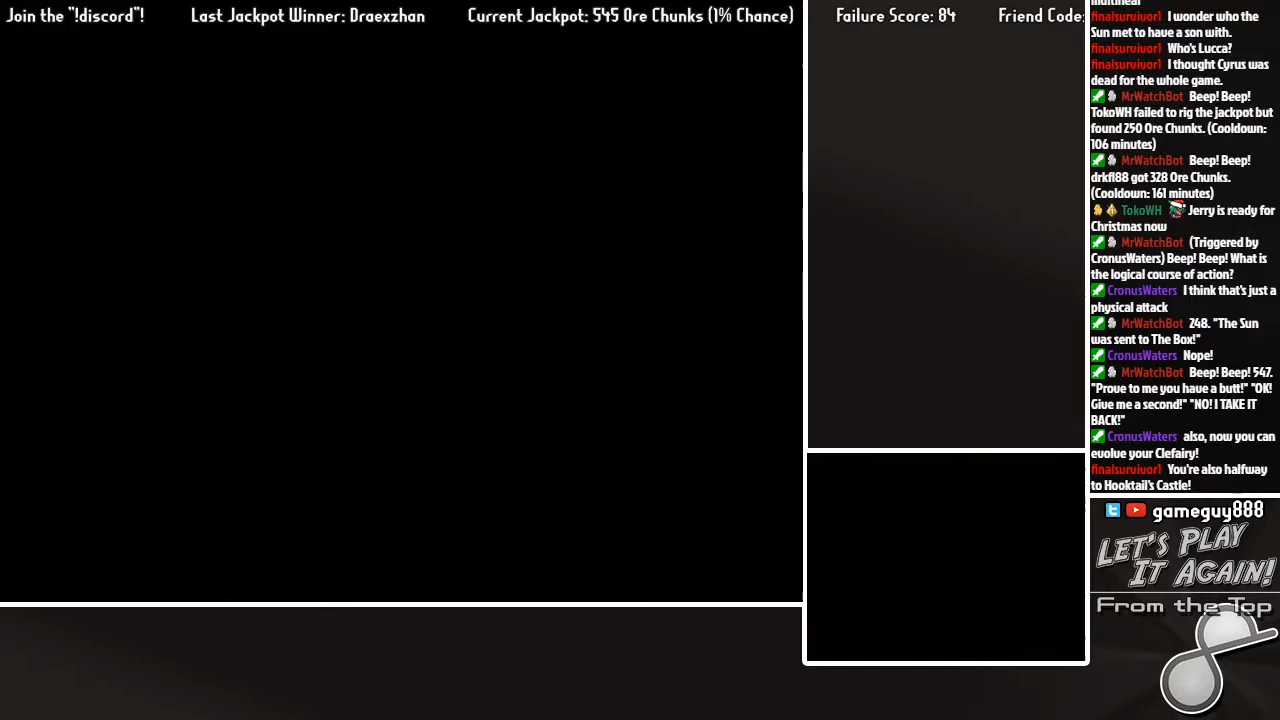 Join the "!discord"!
Last Jackpot Winner: Draexzhan
Current Jackpot: 545 Ore Chunks (1% Chance)
Failure Score: 84
Friend Code:
finalsurvivor1 I wonder who the
Sun met to have a son with.
finalsurvivor1 Who's Lucca?
finalsurvivor1 I thought Cyrus was
dead for the whole game.
MrWatchBot Beep! Beep!
TokoWH failed to rig the jackpot but
found 250 Ore Chunks. (Cooldown:
106 minutes)
MrWatchBot Beep! Beep!
drkfl88 got 328 Ore Chunks.
(Cooldown: 161 minutes)
TokoWH Jerry is ready for
Christmas now
MrWatchBot (Triggered by
CronusWaters) Beep! Beep! What is
the logical course of action?
CronusWaters I think that's just a
physical attack
MrWatchBot 248. "The Sun
was sent to The Box!"
CronusWaters Nope!
MrWatchBot Beep! Beep! 547.
"Prove to me you have a butt!" "OK!
Give me a second!" "NO! I TAKE IT
BACK!"
CronusWaters also, now you can
evolve your Clefairy!
finalsurvivor1 You're also halfway
to Hooktail's Castle!
gameguy888
LET'S PLAY
IT AGAIN!
From the Top